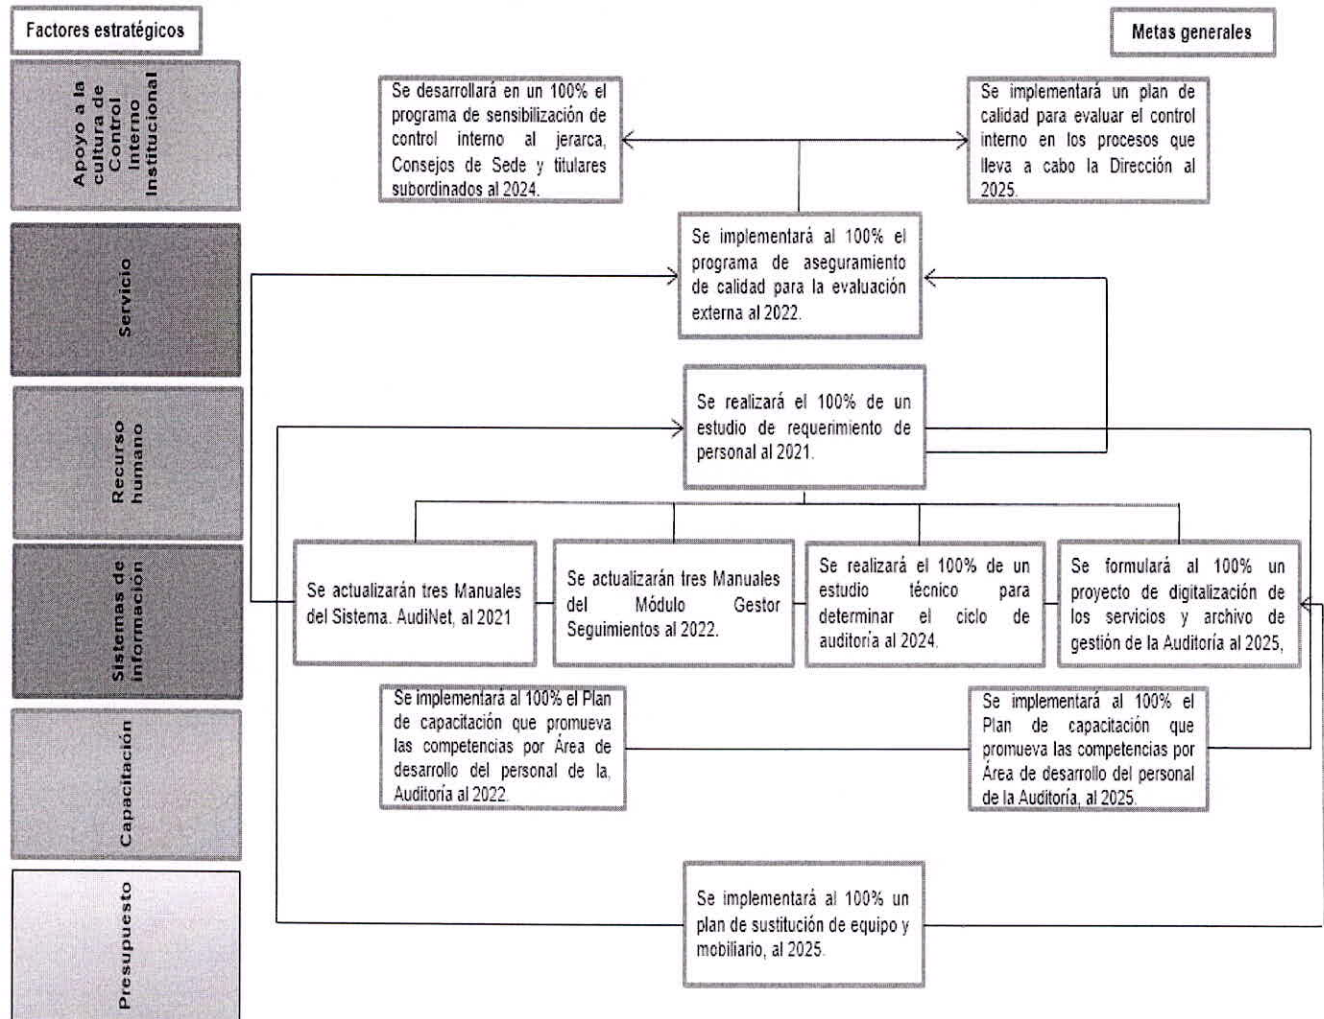 Factores estratégicos
Metas generales
Apoyo a la
cultura de
Control
Interno
Institucional
Se desarrollará en un 100% el
programa de sensibilización de
control interno al jerarca,
Consejos de Sede y titulares
subordinados al 2024.
Se implementará un plan de
calidad para evaluar el control
interno en los procesos que
lleva a cabo la Dirección al
2025.
Servicio
Se implementará al 100% el
programa de aseguramiento
de calidad para la evaluación
externa al 2022.
Recurso
humano
Se realizará el 100% de un
estudio de requerimiento de
personal al 2021.
Sistemas de
información
Se actualizarán tres Manuales
del Sistema. AudiNet, al 2021
Se actualizarán tres Manuales
del Módulo Gestor
Seguimientos al 2022.
Se realizará el 100% de un
estudio técnico para
determinar el ciclo de
auditoría al 2024.
Se formulará al 100% un
proyecto de digitalización de
los servicios y archivo de
gestión de la Auditoría al 2025,
Capacitación
Se implementará al 100% el Plan
de capacitación que promueva
las competencias por Área de
desarrollo del personal de la,
Auditoría al 2022.
Se implementará al 100% el
Plan de capacitación que
promueva las competencias por
Área de desarrollo del personal
de la Auditoría, al 2025.
Presupuesto
Se implementará al 100% un
plan de sustitución de equipo y
mobiliario, al 2025.